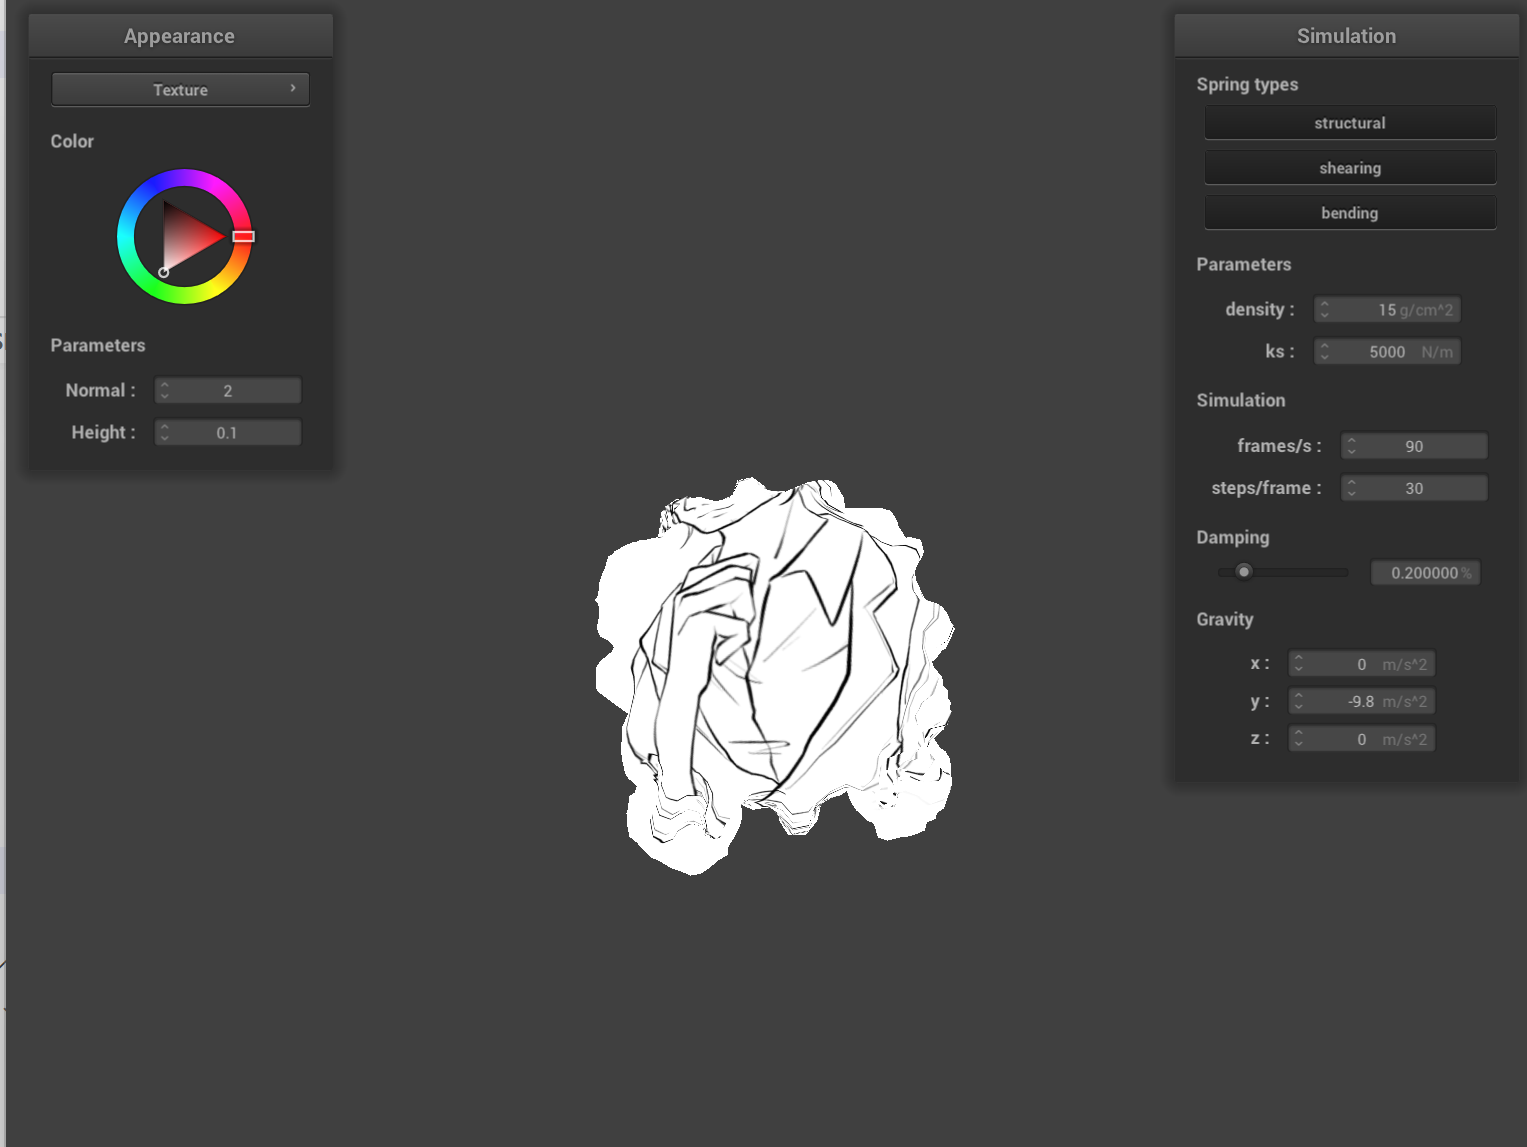 Appearance
Texture
Color
Parameters
Normal : 2
Height : 0.1
Simulation
Spring types
structural
shearing
bending
Parameters
density : 15 g/cm^2
ks : 5000 N/m
Simulation
frames/s : 90
steps/frame : 30
Damping
0.200000 %
Gravity
x : 0 m/s^2
y : -9.8 m/s^2
z : 0 m/s^2